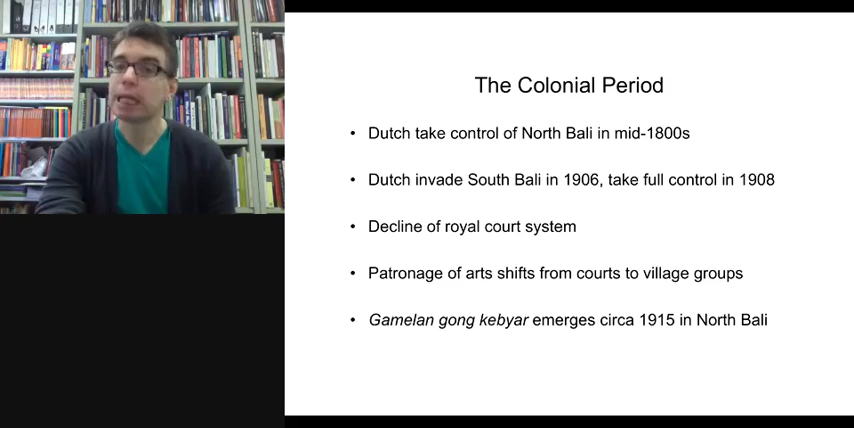 The Colonial Period
• Dutch take control of North Bali in mid-1800s
• Dutch invade South Bali in 1906, take full control in 1908
• Decline of royal court system
• Patronage of arts shifts from courts to village groups
• Gamelan gong kebyar emerges circa 1915 in North Bali